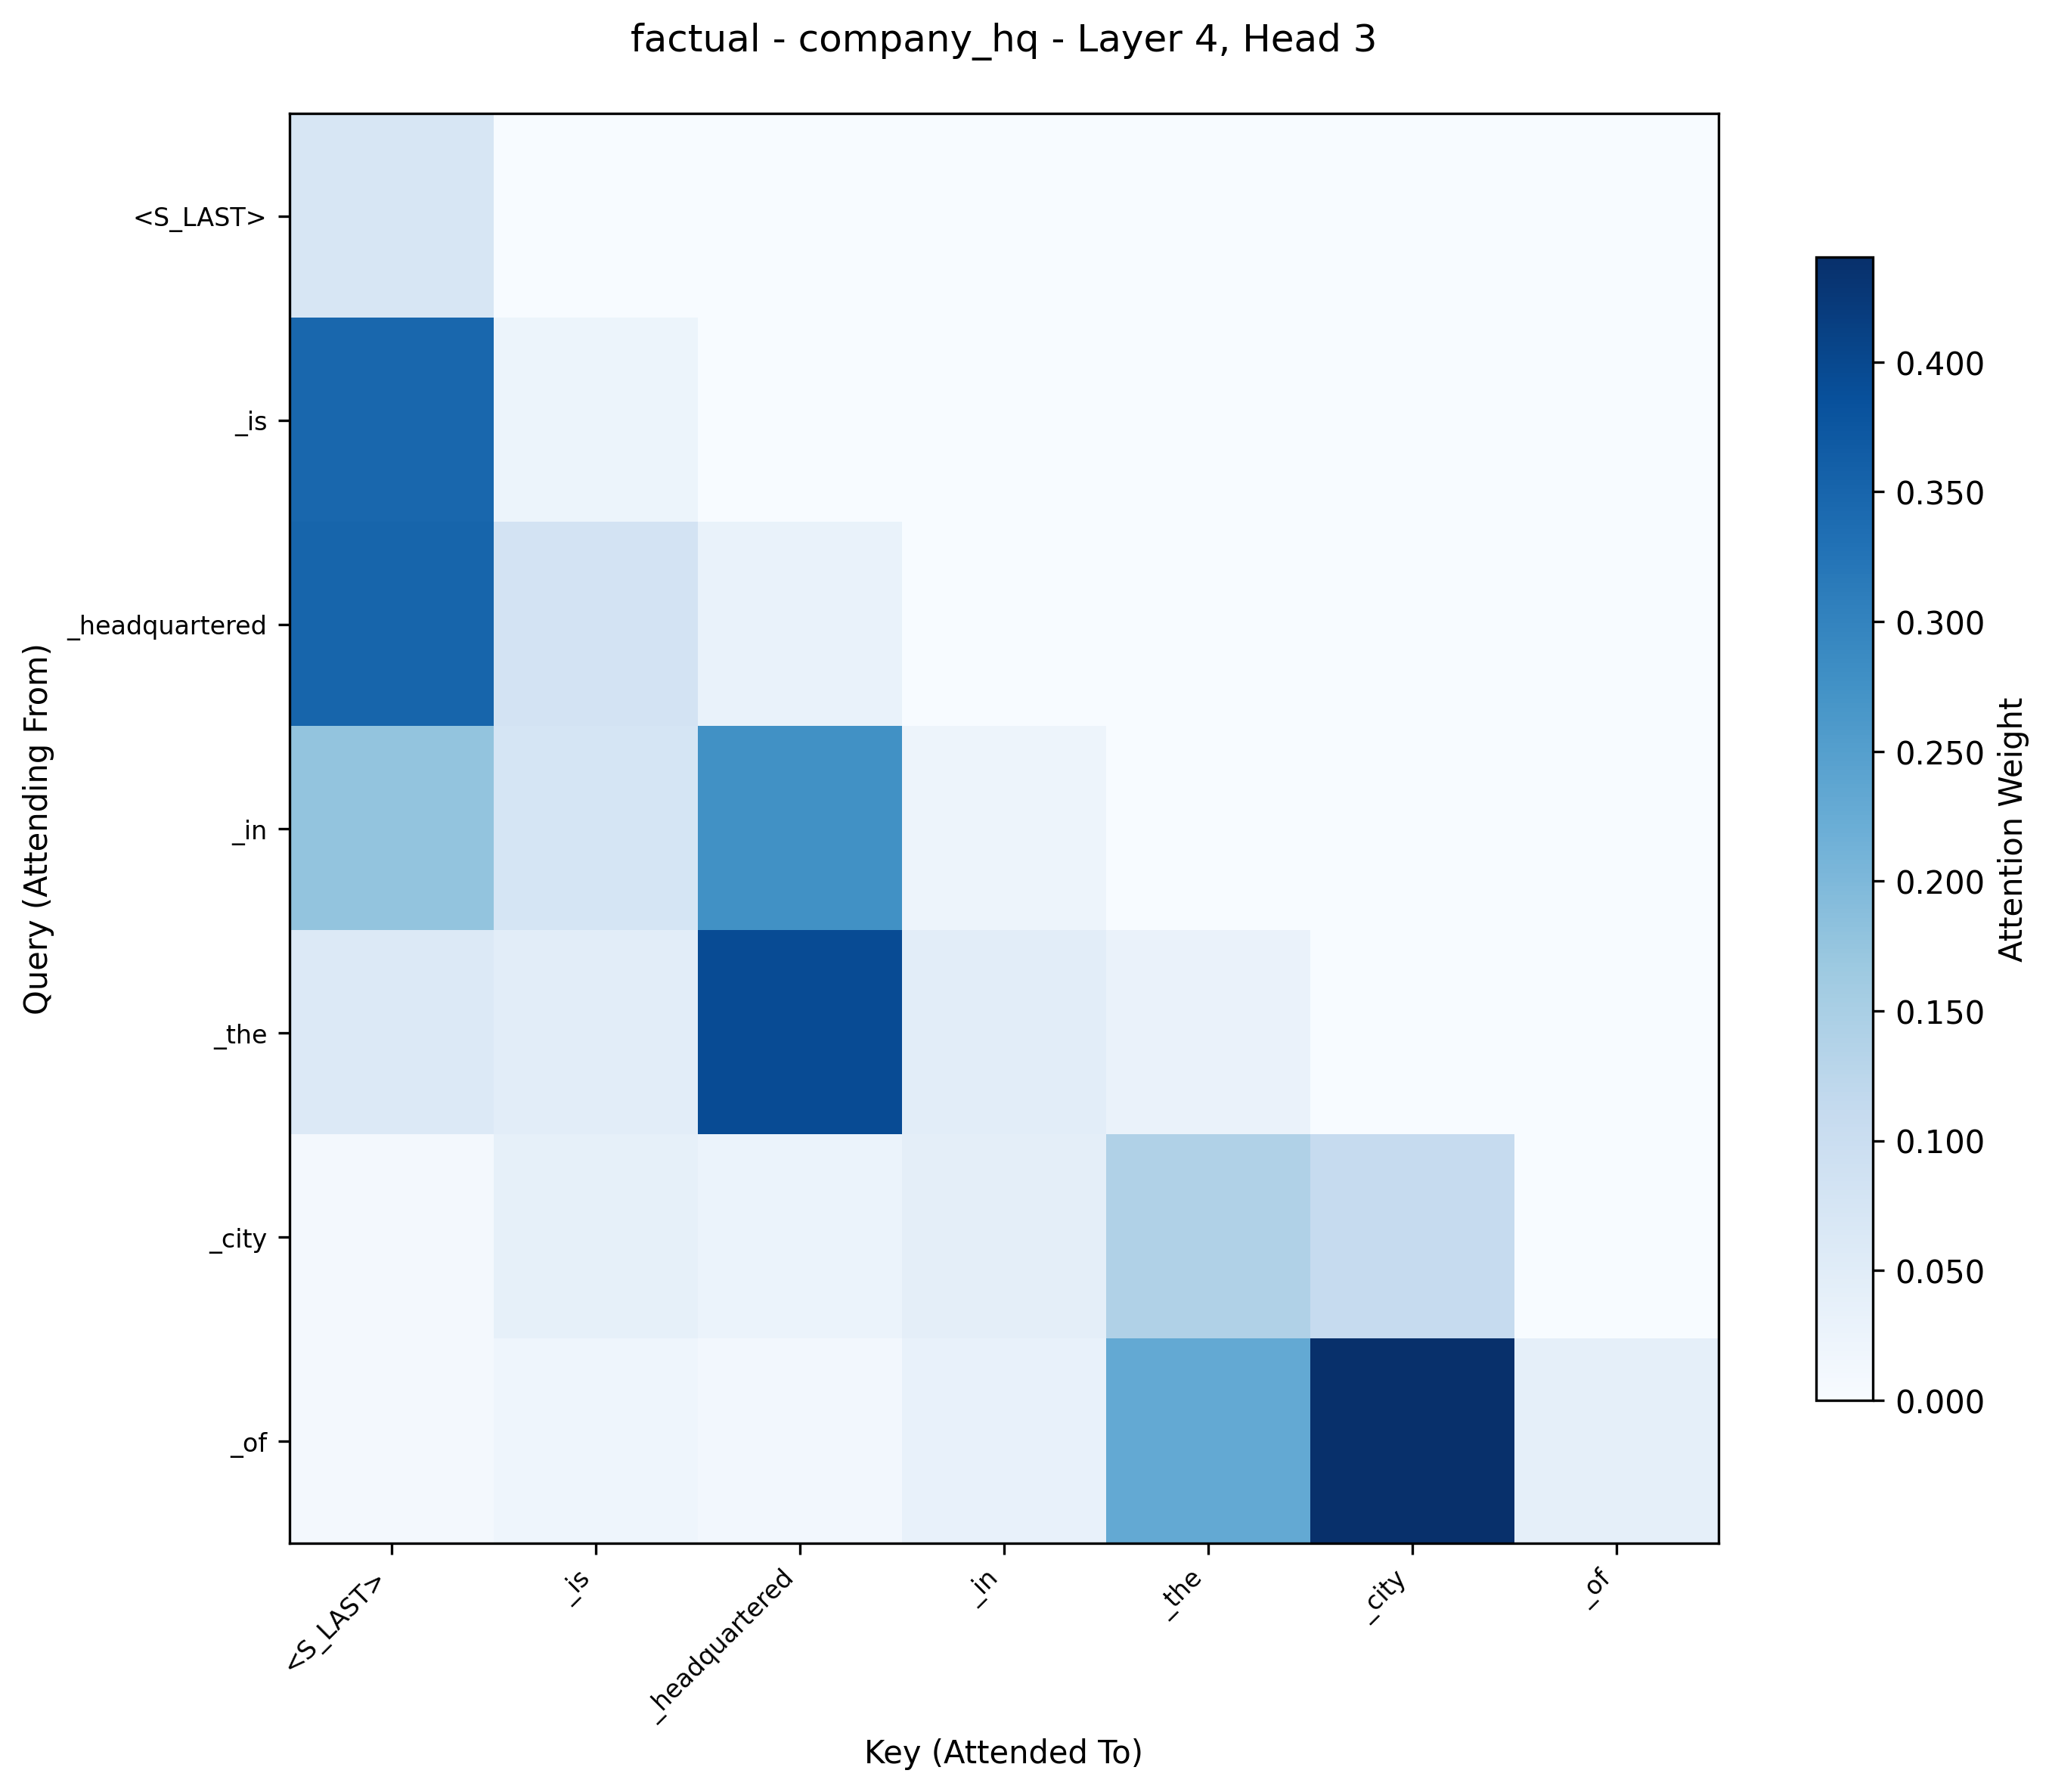 factual - company_hq - Layer 4, Head 3
Query (Attending From)
<S_LAST>
_is
_headquartered
_in
_the
_city
_of
<S_LAST>
_is
_headquartered
_in
_the
_city
_of
Key (Attended To)
0.400
0.350
0.300
0.250
0.200
0.150
0.100
0.050
0.000
Attention Weight